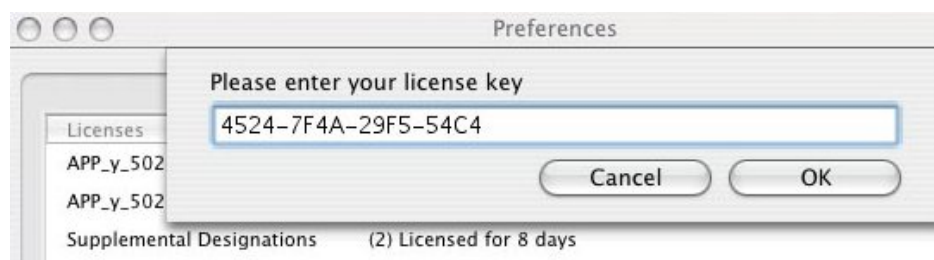 Preferences
Please enter your license key
4524-7F4A-29F5-54C4
Cancel OK
Licenses
APP_y_502
APP_y_502
Supplemental Designations (2) Licensed for 8 days